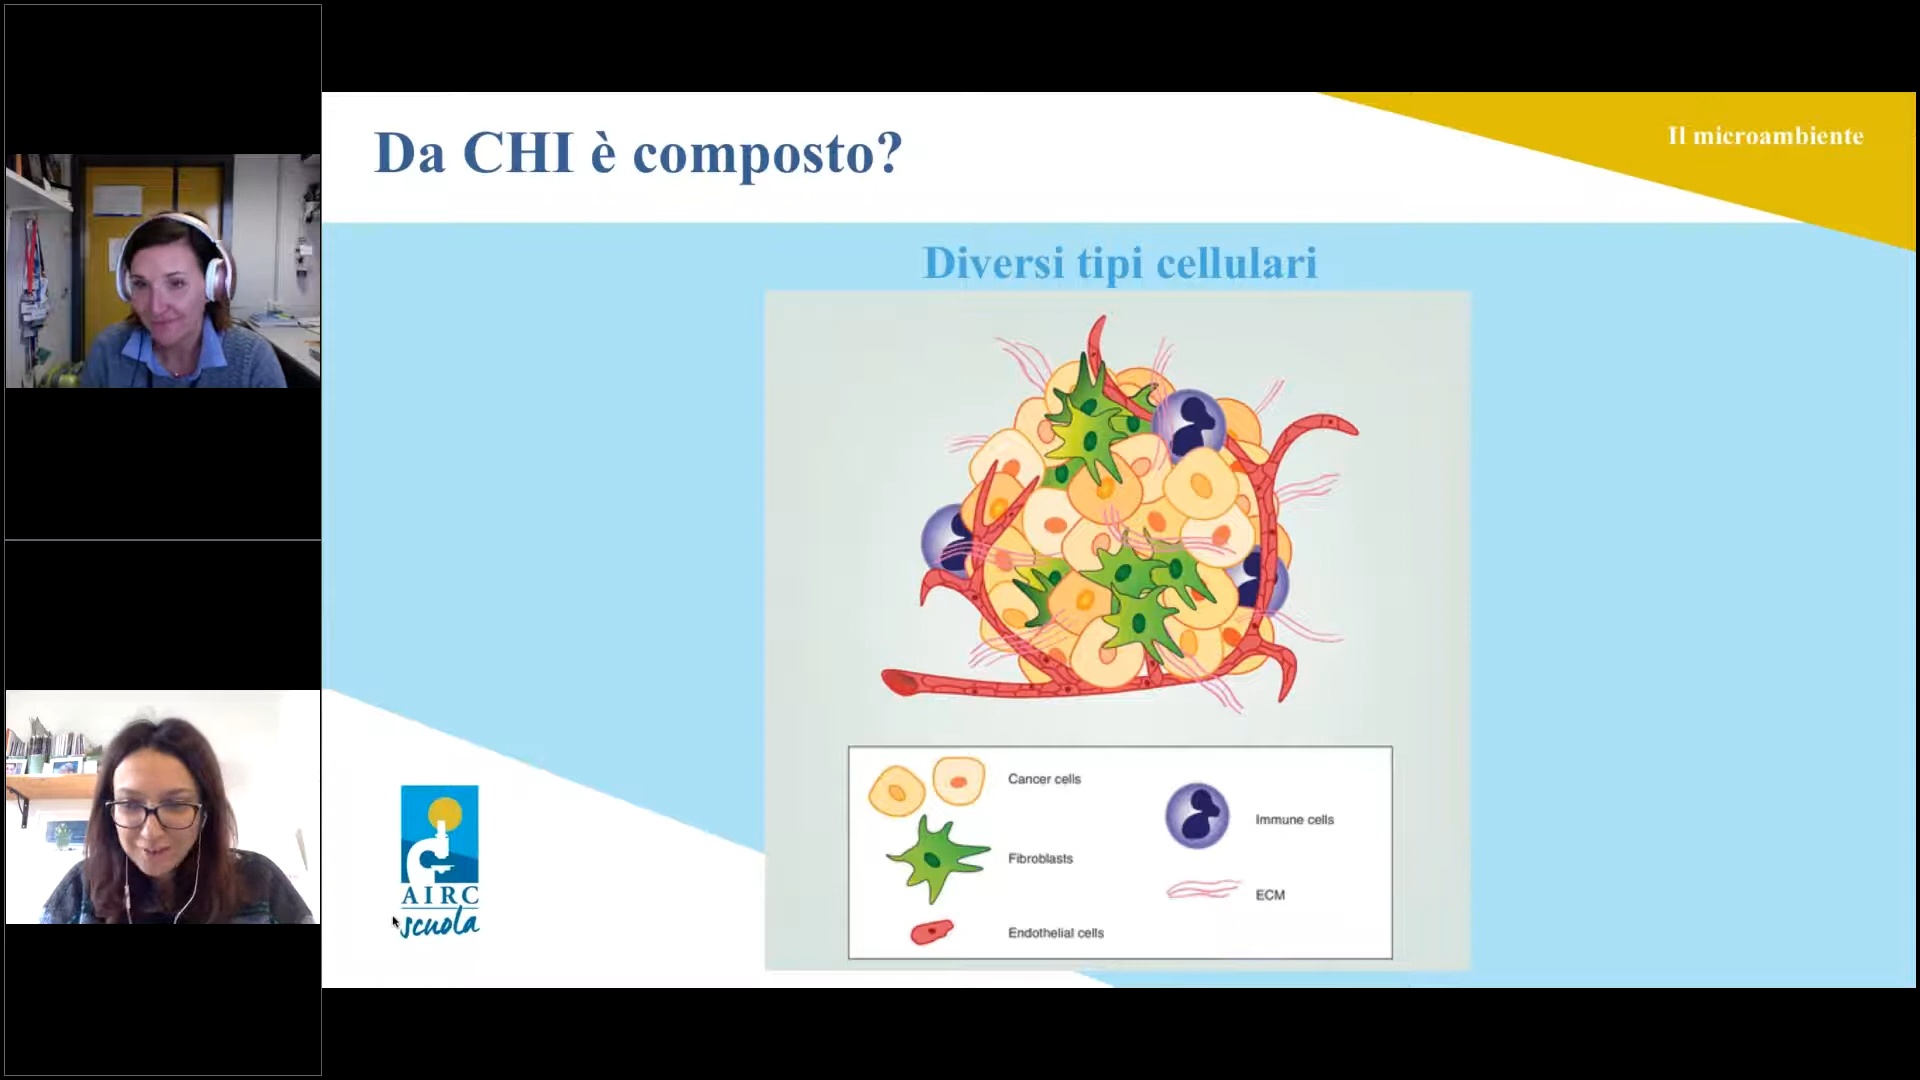 Da CHI è composto?
Il microambiente
Diversi tipi cellulari
Cancer cells
Fibroblasts
Endothelial cells
Immune cells
ECM
AIRC
scuola